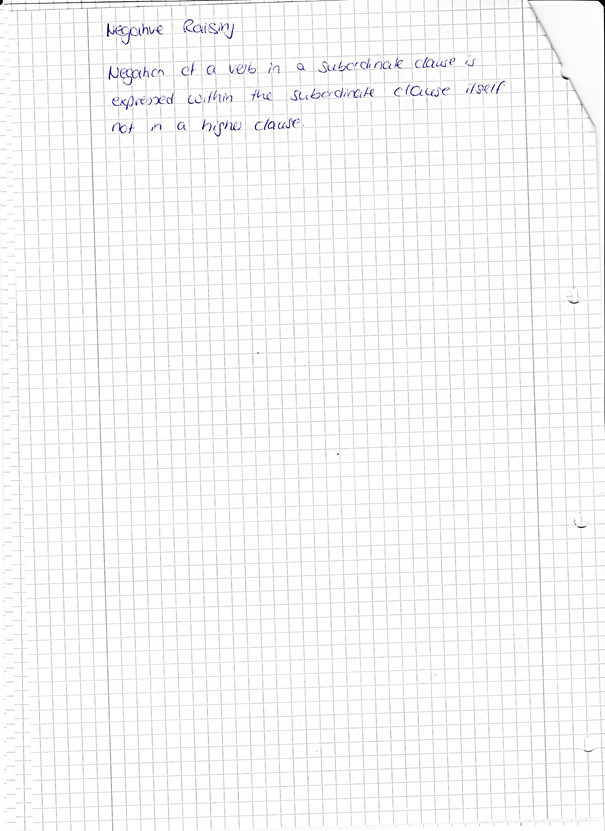 Negative Raising
Negation of a verb in a subordinate clause is
expressed within the subordinate clause itself
not in a higher clause.